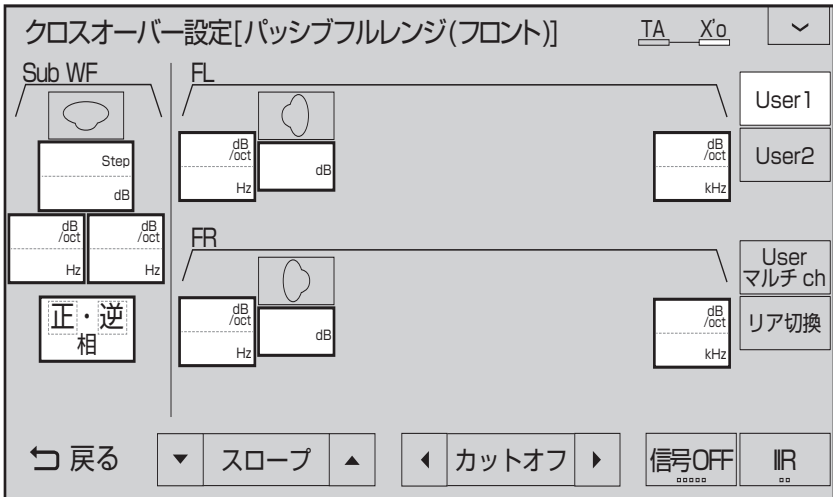 クロスオーバー設定[パッシブフルレンジ(フロント)]
TA X'o
Sub WF
Step
dB
dB/oct
Hz
dB/oct
Hz
正・逆
相
FL
dB/oct
Hz
dB
dB/oct
kHz
FR
dB/oct
Hz
dB
dB/oct
kHz
User1
User2
User
マルチ ch
リア切換
戻る
スロープ
カットオフ
信号OFF
IIR